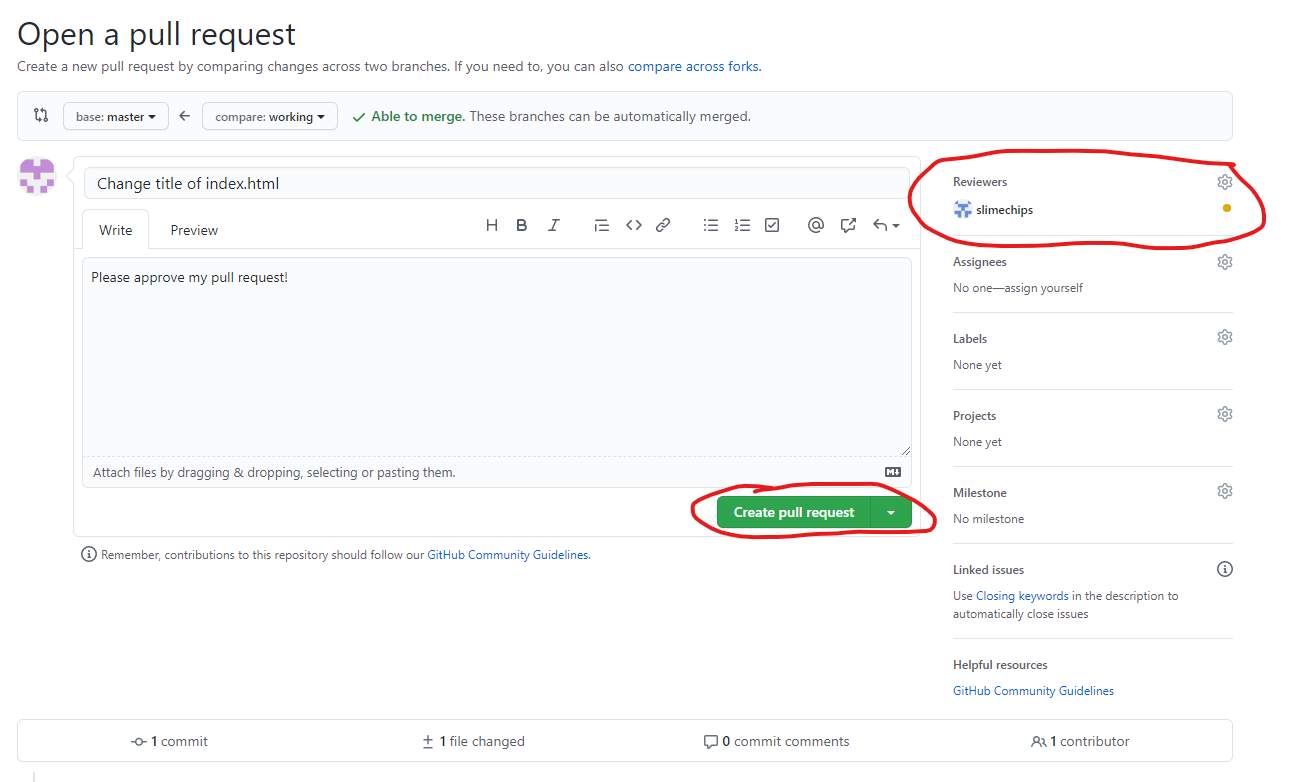 Open a pull request
Create a new pull request by comparing changes across two branches. If you need to, you can also compare across forks.
base: master
compare: working
Able to merge. These branches can be automatically merged.
Change title of index.html
Write
Preview
Please approve my pull request!
Attach files by dragging & dropping, selecting or pasting them.
Create pull request
Remember, contributions to this repository should follow our GitHub Community Guidelines.
Reviewers
slimechips
Assignees
No one—assign yourself
Labels
None yet
Projects
None yet
Milestone
No milestone
Linked issues
Use Closing keywords in the description to
automatically close issues
Helpful resources
GitHub Community Guidelines
1 commit
1 file changed
0 commit comments
1 contributor